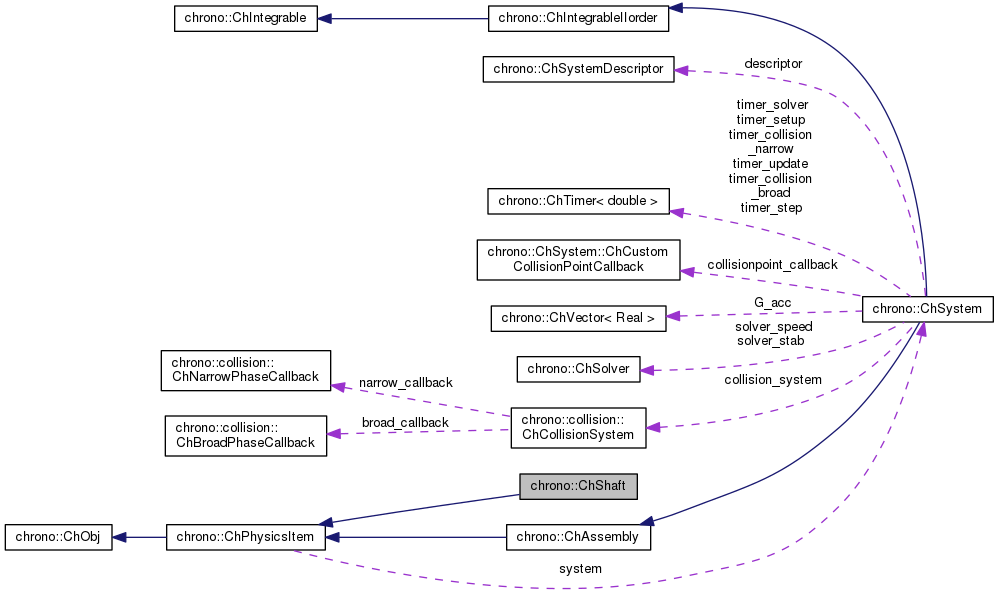 chrono::ChIntegrable
chrono::ChIntegrableIIorder
descriptor
chrono::ChSystemDescriptor
timer_solver
timer_setup
timer_collision
_narrow
timer_update
timer_collision
_broad
timer_step
chrono::ChTimer< double >
chrono::ChSystem::ChCustom
CollisionPointCallback
collisionpoint_callback
G_acc
chrono::ChSystem
chrono::ChVector< Real >
solver_speed
solver_stab
chrono::ChSolver
chrono::collision::
ChNarrowPhaseCallback
narrow_callback
collision_system
broad_callback
chrono::collision::
ChBroadPhaseCallback
chrono::collision::
ChCollisionSystem
chrono::ChShaft
chrono::ChObj
chrono::ChPhysicsItem
chrono::ChAssembly
system